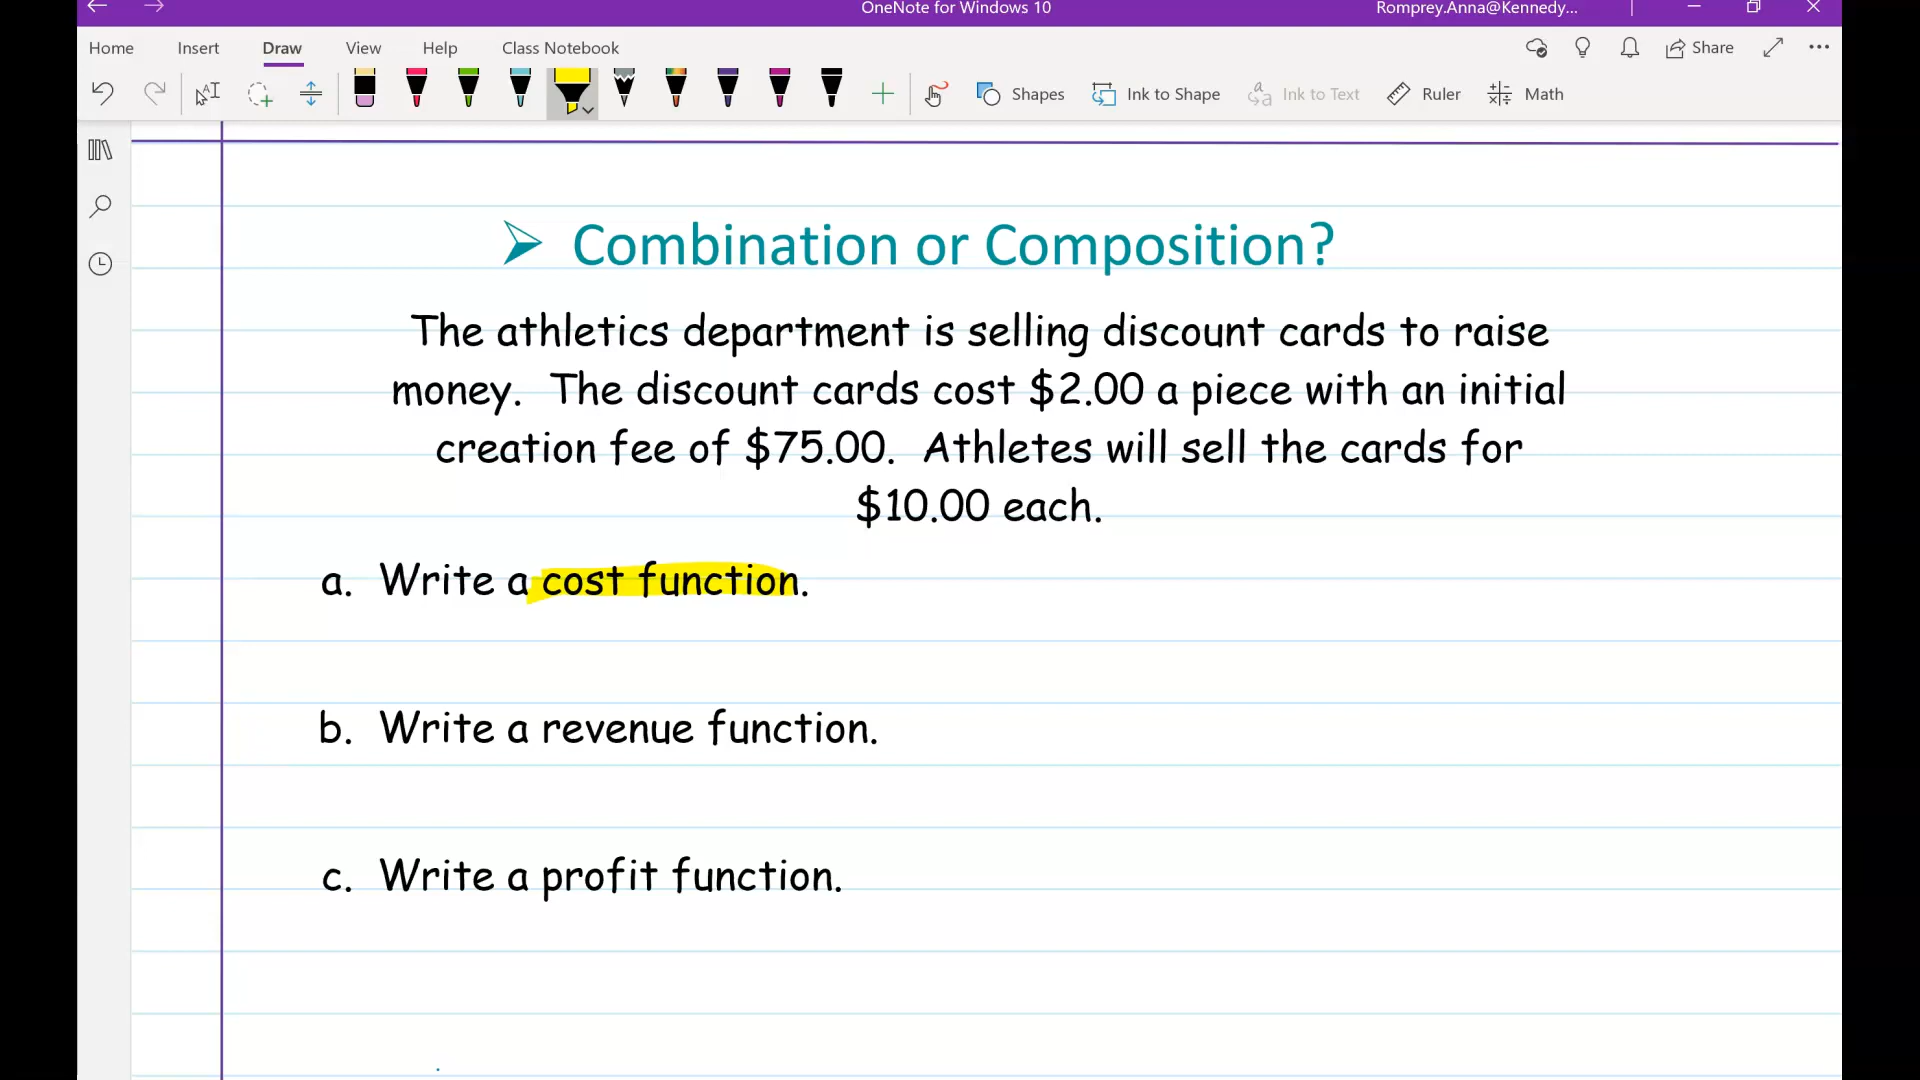 OneNote for Windows 10
Romprey.Anna@Kennedy...
Home Insert Draw View Help Class Notebook
Share
Shapes Ink to Shape Ink to Text Ruler Math
➢ Combination or Composition?
The athletics department is selling discount cards to raise
money. The discount cards cost $2.00 a piece with an initial
creation fee of $75.00. Athletes will sell the cards for
$10.00 each.
a. Write a cost function.
b. Write a revenue function.
c. Write a profit function.